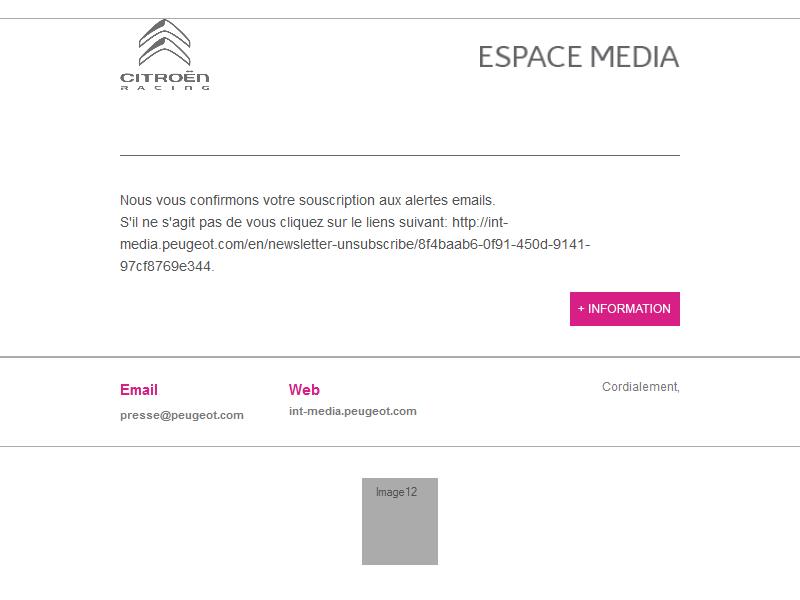 CITROËN
RACING
ESPACE MEDIA
Nous vous confirmons votre souscription aux alertes emails.
S'il ne s'agit pas de vous cliquez sur le liens suivant: http://int-
media.peugeot.com/en/newsletter-unsubscribe/8f4baab6-0f91-450d-9141-
97cf8769e344.
+ INFORMATION
Email
Web
Cordialement,
presse@peugeot.com
int-media.peugeot.com
Image12